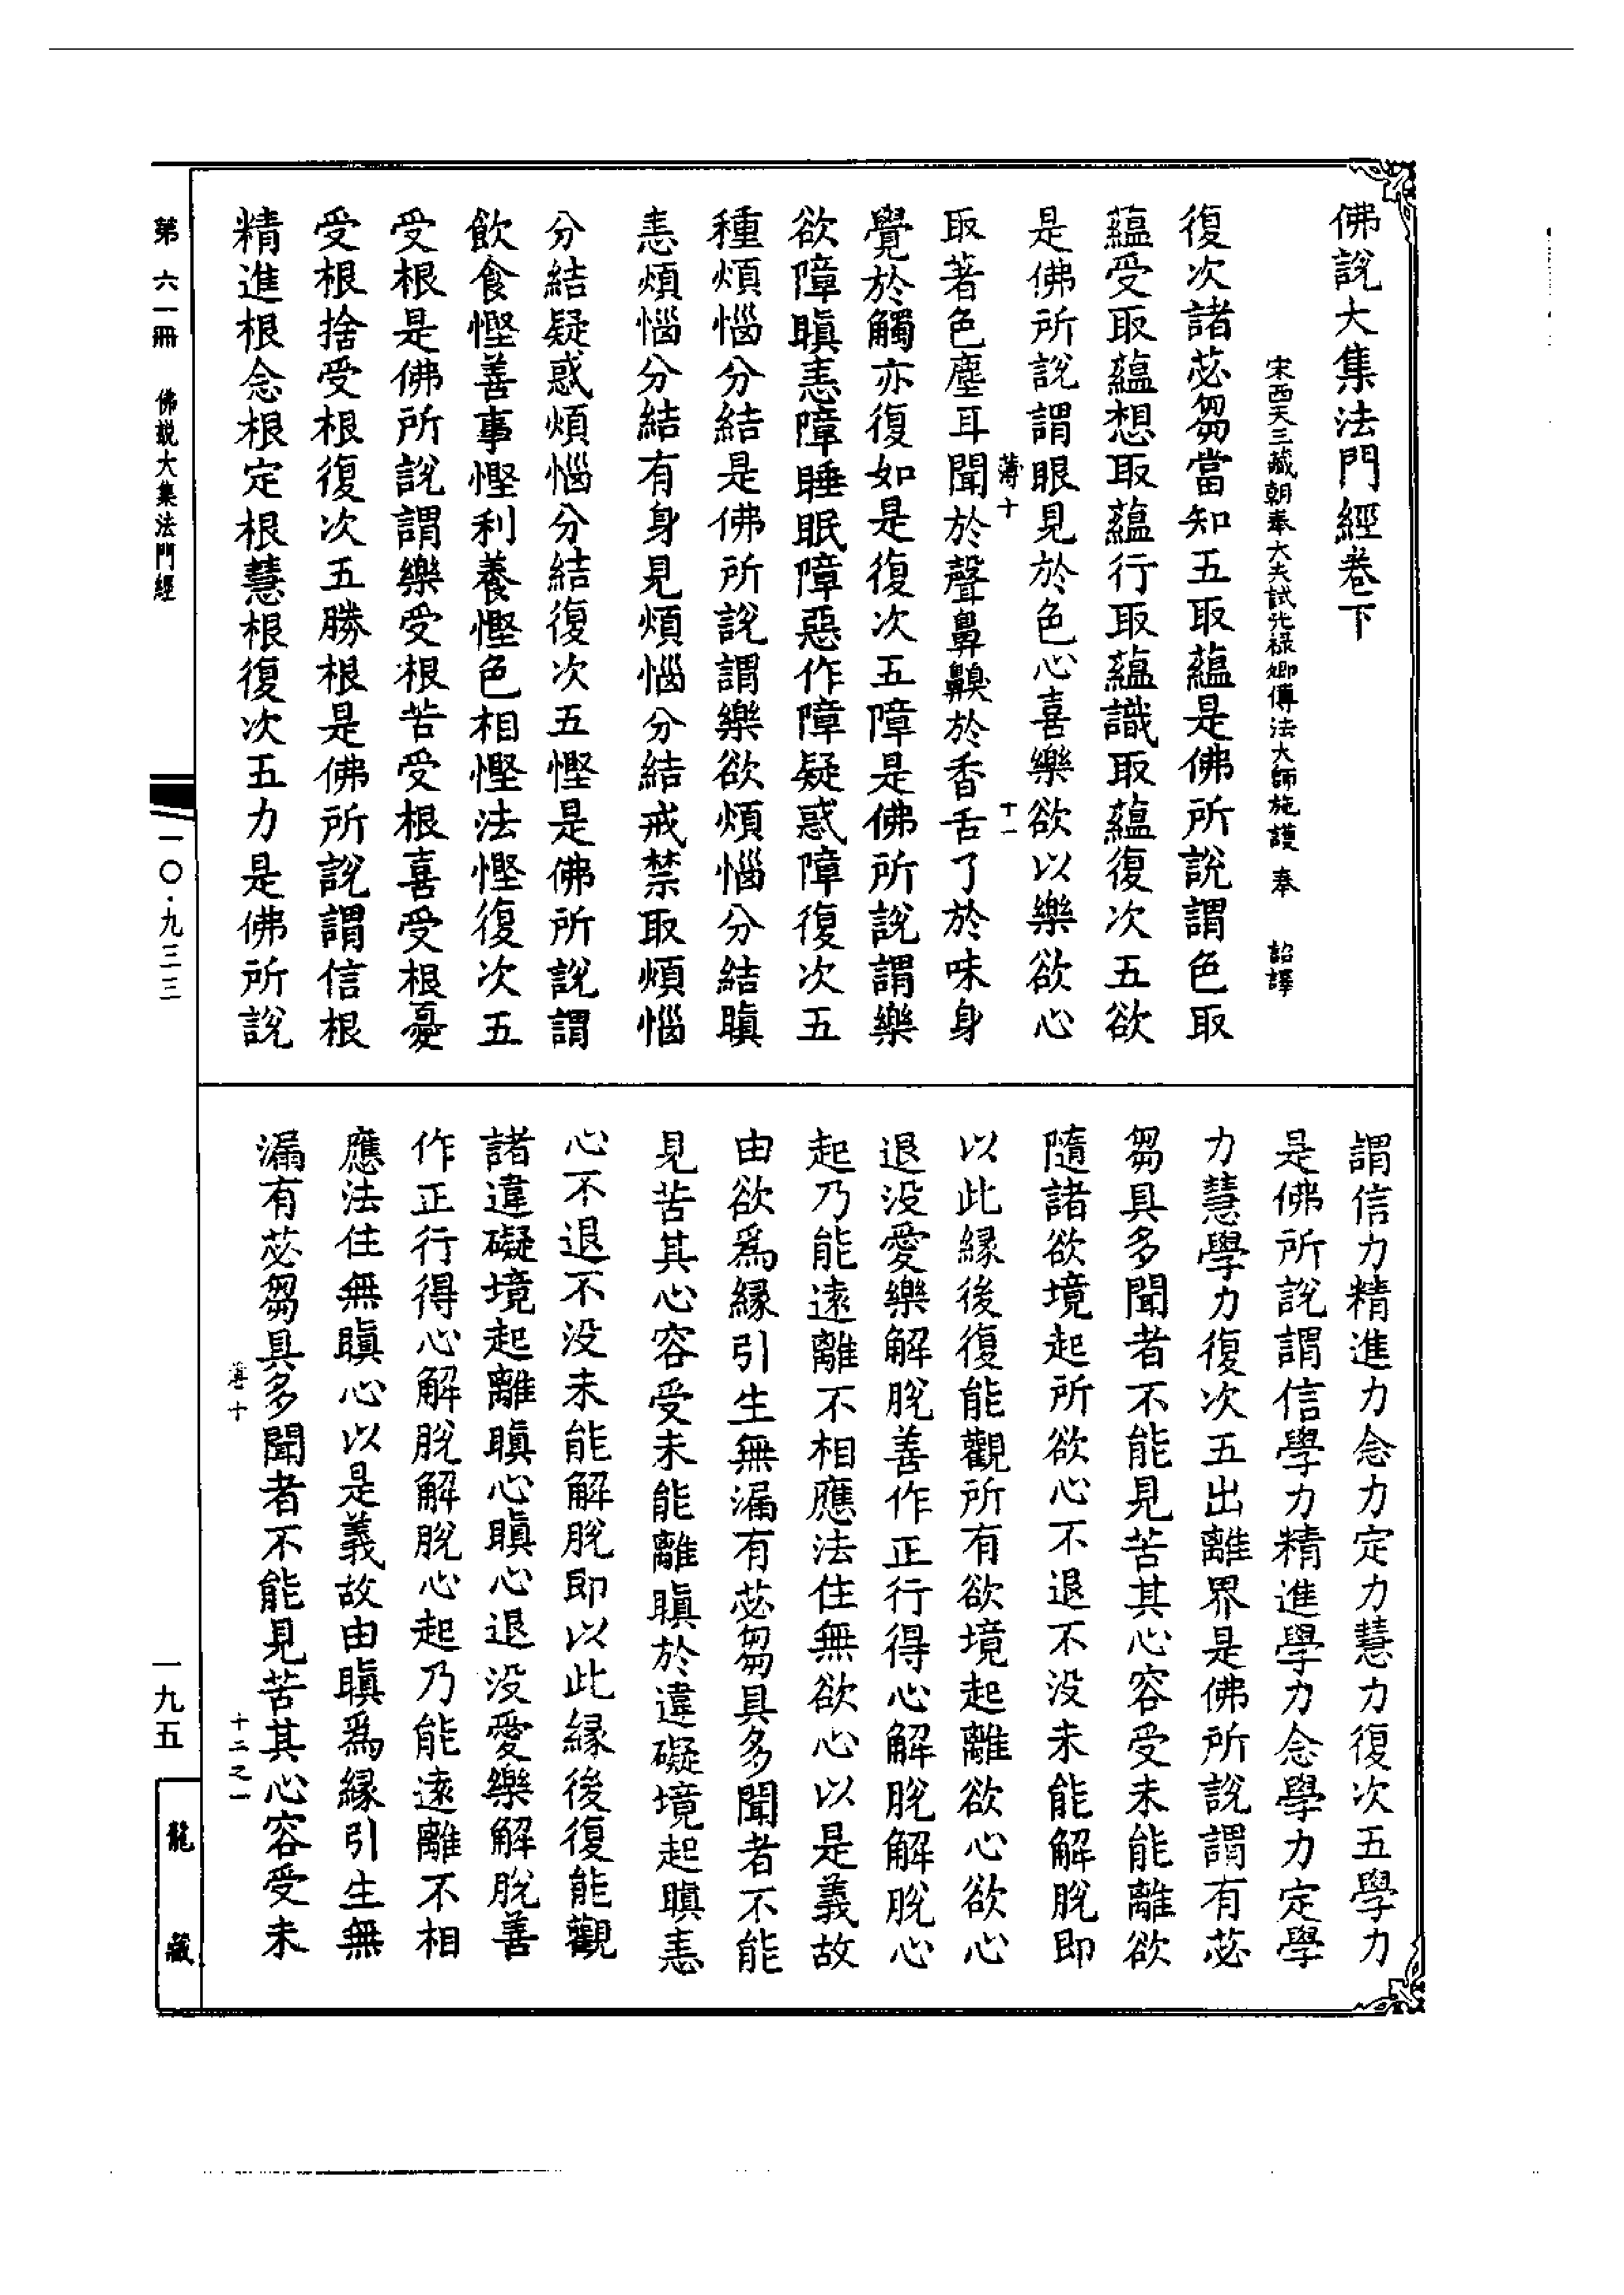 佛說大集法門經卷下
宋西天三藏朝奉大夫試光祿卿傳法大師施護 奉 詔譯
復次諸苾芻當知五取蘊是佛所說謂色取
蘊受取蘊想取蘊行取蘊識取蘊復次五欲
是佛所說謂眼見於色心喜樂欲以樂欲心
薄十 十一
取著色塵耳聞於聲鼻齅於香舌了於味身
覺於觸亦復如是復次五障是佛所說謂樂
欲障瞋恚障睡眠障惡作障疑惑障復次五
種煩惱分結是佛所說謂樂欲煩惱分結瞋
恚煩惱分結有身見煩惱分結戒禁取煩惱
分結疑惑煩惱分結復次五慳是佛所說謂
飲食慳善事慳利養慳色相慳法慳復次五
受根是佛所說謂樂受根苦受根喜受根憂
受根捨受根復次五勝根是佛所說謂信根
精進根念根定根慧根復次五力是佛所說
謂信力精進力念力定力慧力復次五學力
是佛所說謂信學力精進學力念學力定學
力慧學力復次五出離界是佛所說謂有苾
芻具多聞者不能見苦其心容受未能離欲
隨諸欲境起所欲心不退不没未能解脫即
以此緣後復能觀所有欲境起離欲心欲心
退没愛樂解脫善作正行得心解脫解脫心
起乃能遠離不相應法住無欲心以是義故
由欲為緣引生無漏有苾芻具多聞者不能
見苦其心容受未能離瞋於違礙境起瞋恚
心不退不没未能解脫即以此緣後復能觀
諸違礙境起離瞋心瞋心退没愛樂解脫善
作正行得心解脫解脫心起乃能遠離不相
應法住無瞋心以是義故由瞋為緣引生無
漏有苾芻具多聞者不能見苦其心容受未
薄十 十二之一
第六一冊 佛說大集法門經
一〇·九三三
一九五
龍藏